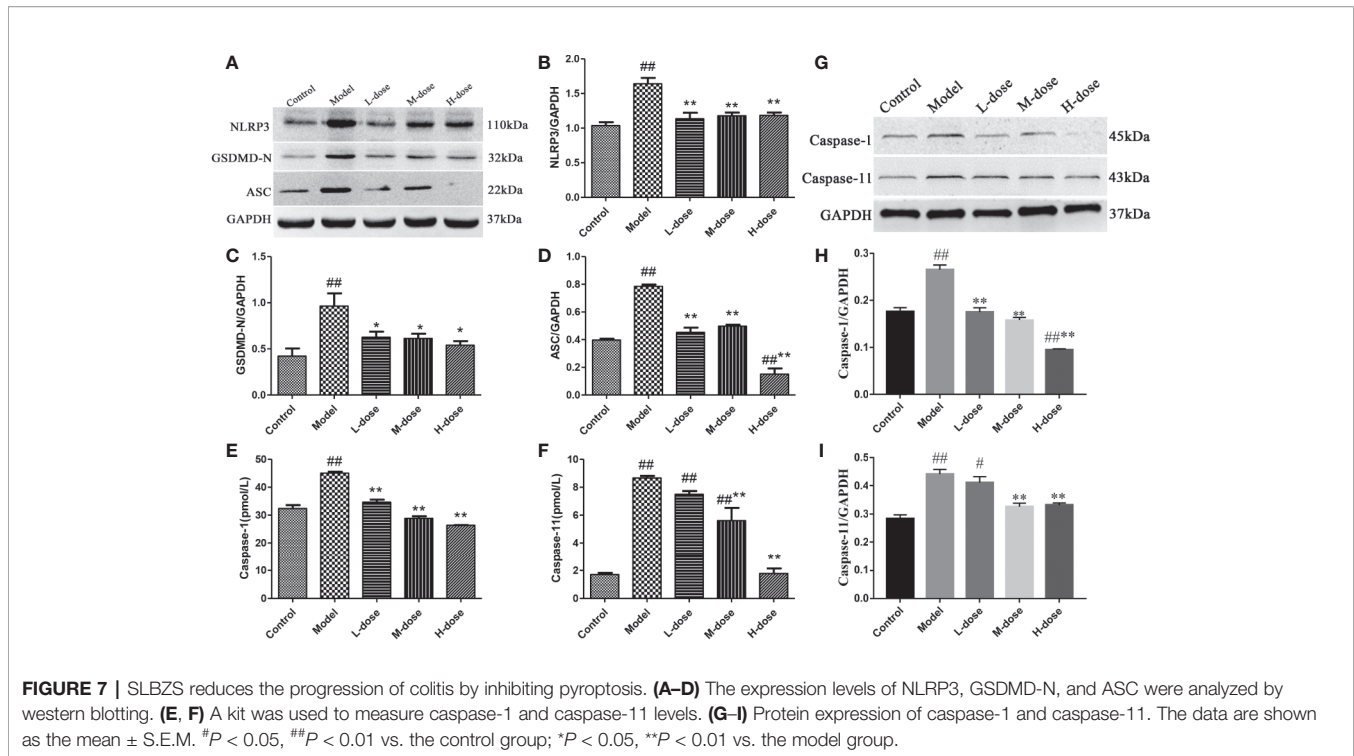 A
Control Model L-dose M-dose H-dose
NLRP3 110kDa
GSDMD-N 32kDa
ASC 22kDa
GAPDH 37kDa
B
NLRP3/GAPDH
2.0
1.5
1.0
0.5
0.0
## ** ** **
Control Model L-dose M-dose H-dose
G
Control Model L-dose M-dose H-dose
Caspase-1 45kDa
Caspase-11 43kDa
GAPDH 37kDa
C
GSDMD-N/GAPDH
1.5
1.0
0.5
0.0
## * * *
Control Model L-dose M-dose H-dose
D
ASC/GAPDH
1.0
0.8
0.6
0.4
0.2
0.0
## ** ** ##**
Control Model L-dose M-dose H-dose
H
Caspase-1/GAPDH
0.3
0.2
0.1
0.0
## ** ** ##**
Control Model L-dose M-dose H-dose
E
Caspase-1(pmol/L)
50
40
30
20
10
0
## ** ** **
Control Model L-dose M-dose H-dose
F
Caspase-11(pmol/L)
10
8
6
4
2
0
## ## ##** **
Control Model L-dose M-dose H-dose
I
Caspase-11/GAPDH
0.5
0.4
0.3
0.2
0.1
0.0
## # ** **
Control Model L-dose M-dose H-dose
FIGURE 7 | SLBZS reduces the progression of colitis by inhibiting pyroptosis. (A–D) The expression levels of NLRP3, GSDMD-N, and ASC were analyzed by
western blotting. (E, F) A kit was used to measure caspase-1 and caspase-11 levels. (G–I) Protein expression of caspase-1 and caspase-11. The data are shown
as the mean ± S.E.M. #P < 0.05, ##P < 0.01 vs. the control group; *P < 0.05, **P < 0.01 vs. the model group.